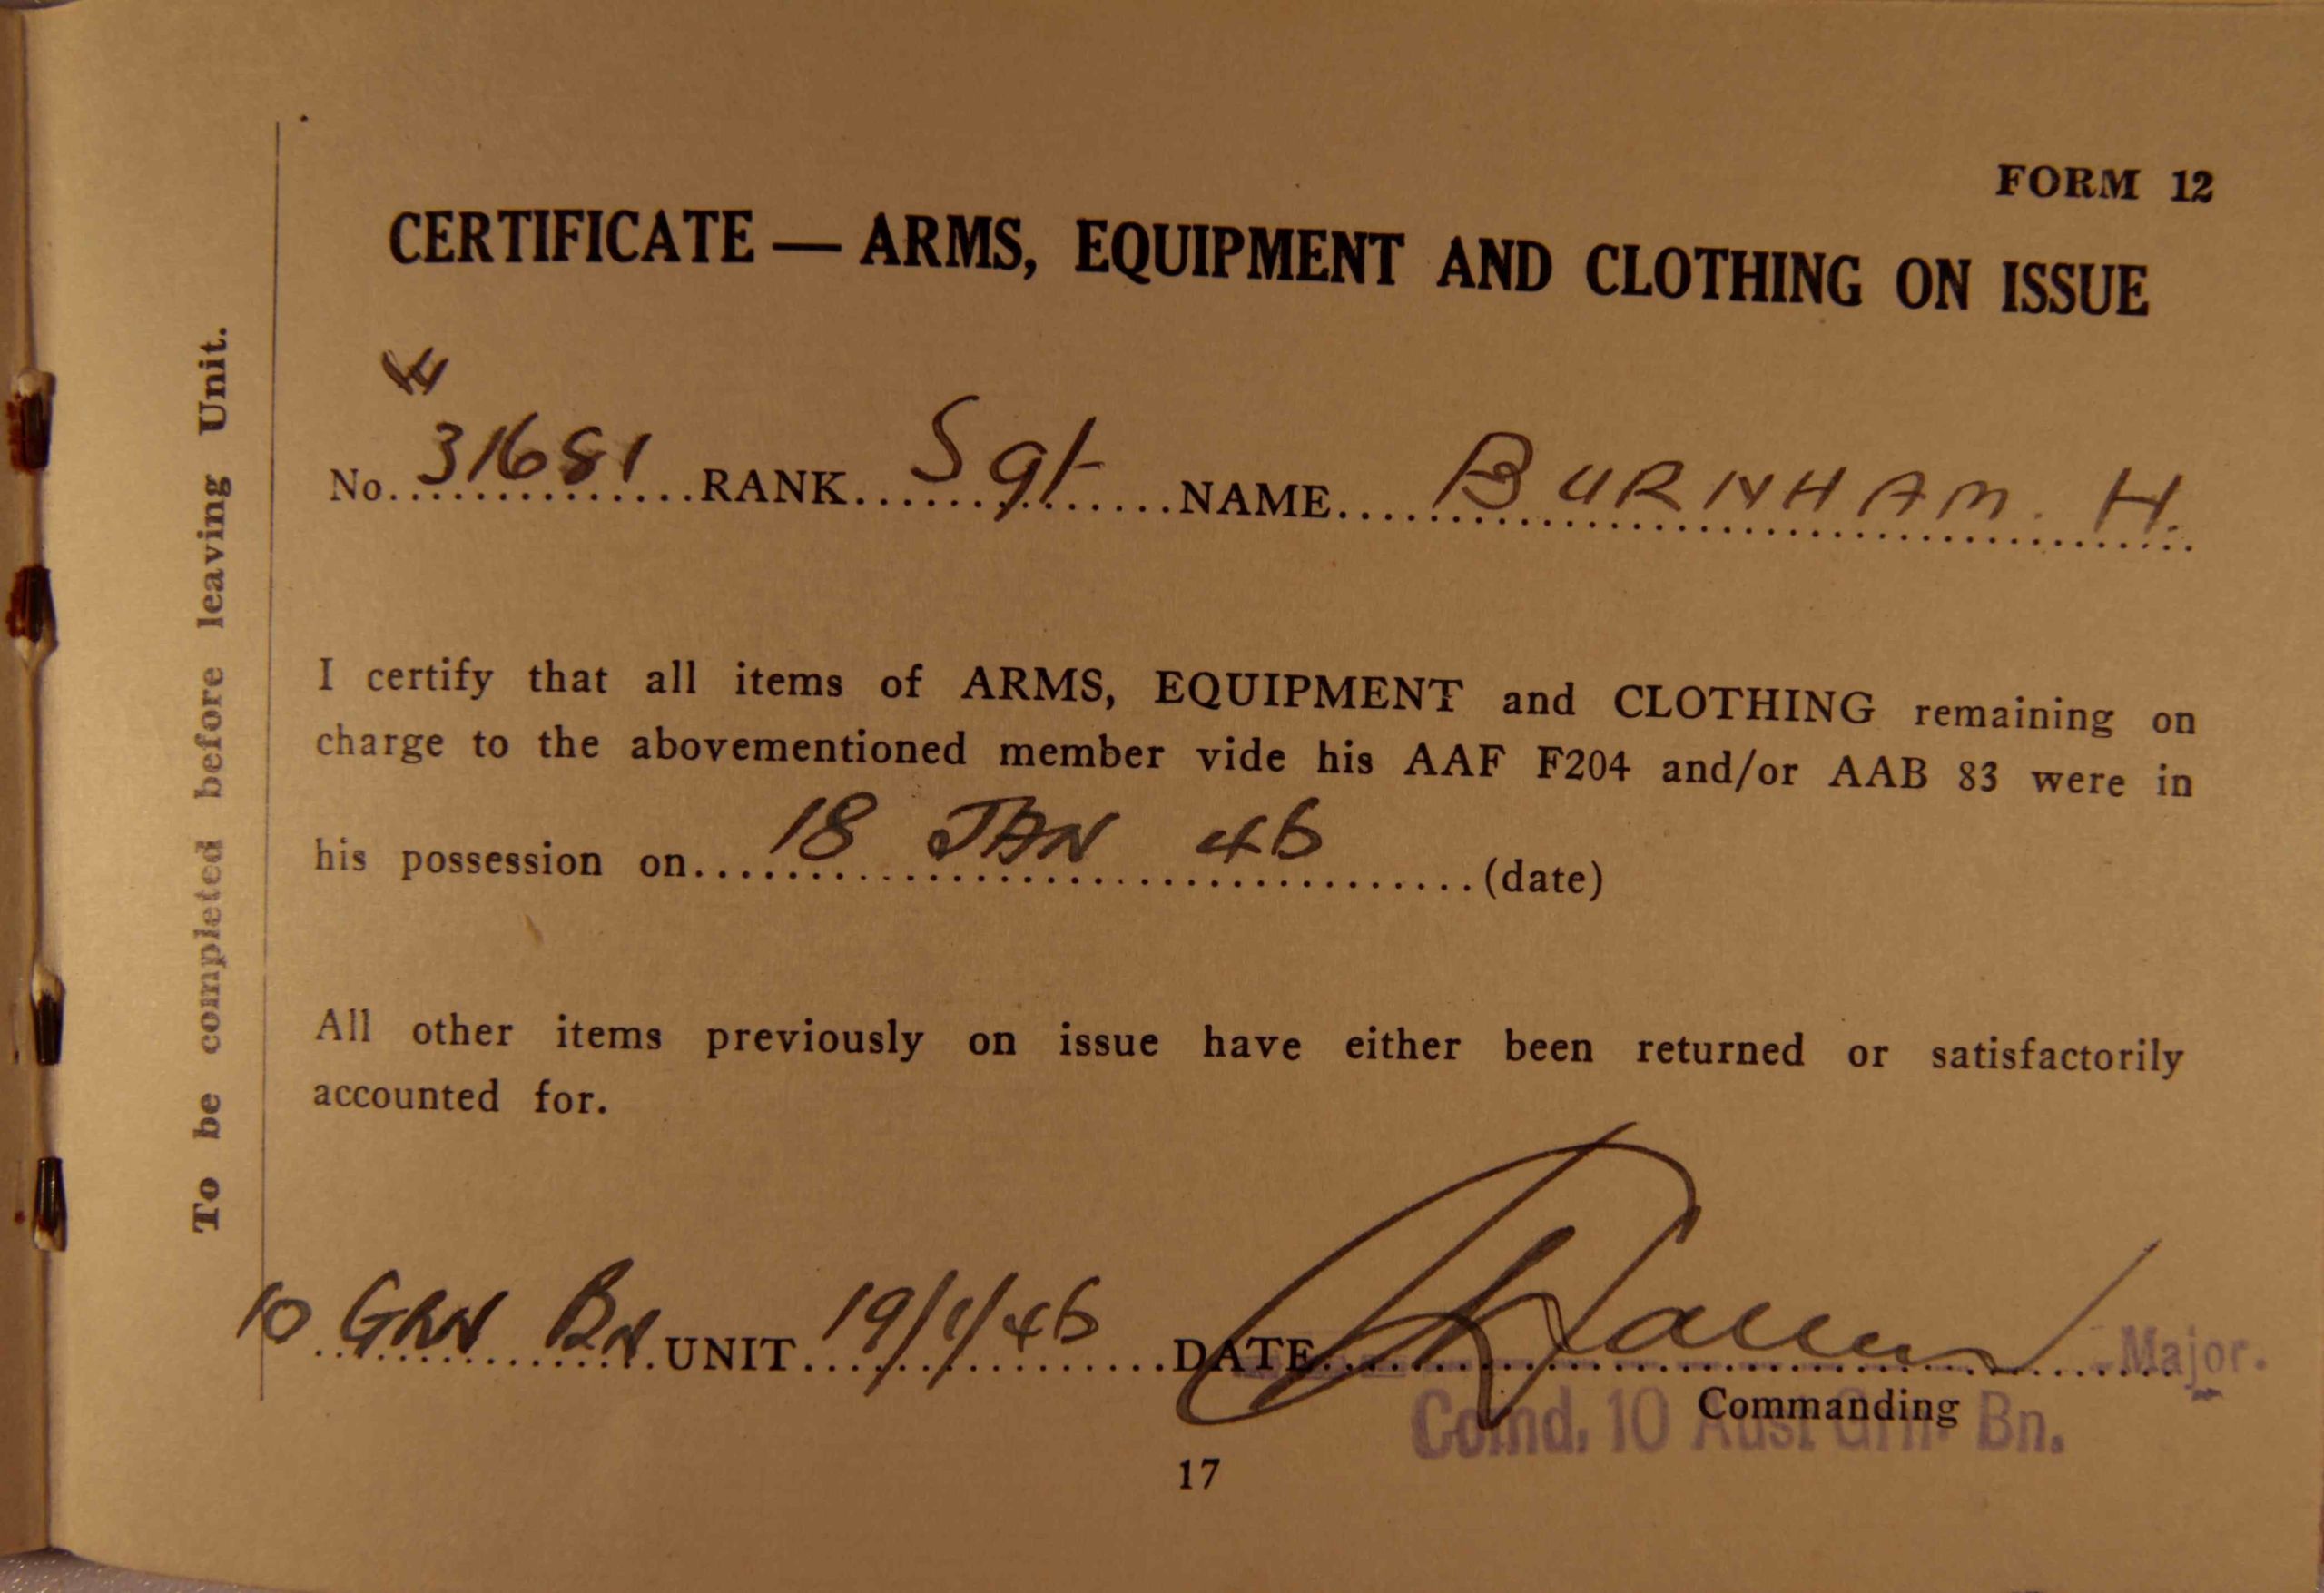 FORM 12
CERTIFICATE — ARMS, EQUIPMENT AND CLOTHING ON ISSUE
W
No. 31681 RANK Sgt NAME BURNHAM. H.
I certify that all items of ARMS, EQUIPMENT and CLOTHING remaining on
charge to the abovementioned member vide his AAF F204 and/or AAB 83 were in
his possession on 18 JAN 46 (date)
All other items previously on issue have either been returned or satisfactorily
accounted for.
10 GRN BN UNIT 19/1/46 DATE Major.
Commanding
Comd. 10 Aust Grn. Bn.
17
To be completed before leaving Unit.